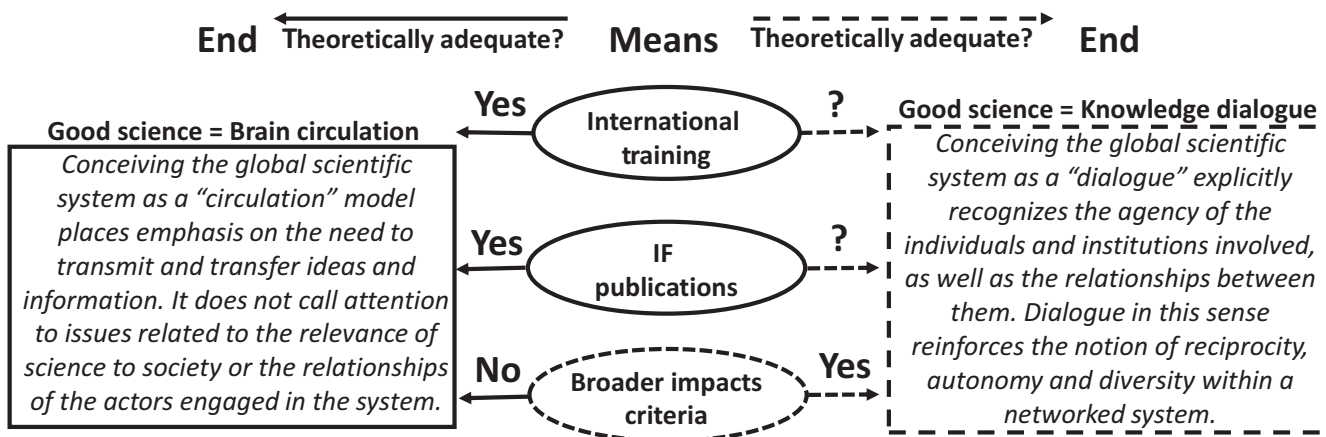 End Theoretically adequate? Means Theoretically adequate? End
Good science = Brain circulation
Conceiving the global scientific
system as a “circulation” model
places emphasis on the need to
transmit and transfer ideas and
information. It does not call attention
to issues related to the relevance of
science to society or the relationships
of the actors engaged in the system.
Yes
International
training
?
Yes
IF
publications
?
No
Broader impacts
criteria
Yes
Good science = Knowledge dialogue
Conceiving the global scientific
system as a “dialogue” explicitly
recognizes the agency of the
individuals and institutions involved,
as well as the relationships between
them. Dialogue in this sense
reinforces the notion of reciprocity,
autonomy and diversity within a
networked system.